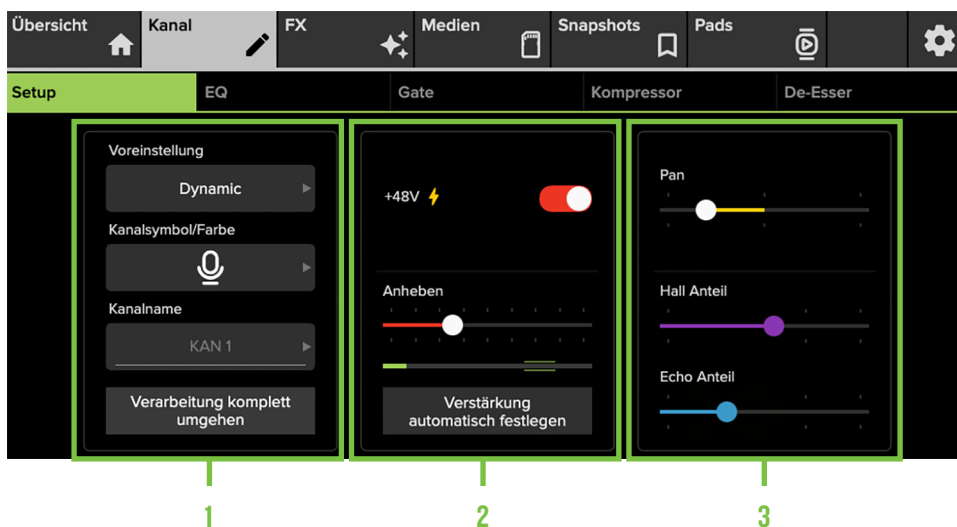 Übersicht
Kanal
FX
Medien
Snapshots
Pads
Setup
EQ
Gate
Kompressor
De-Esser
Voreinstellung
Dynamic
Kanalsymbol/Farbe
Kanalname
KAN 1
Verarbeitung komplett
umgehen
+48V
Anheben
Verstärkung
automatisch festlegen
Pan
Hall Anteil
Echo Anteil
1
2
3